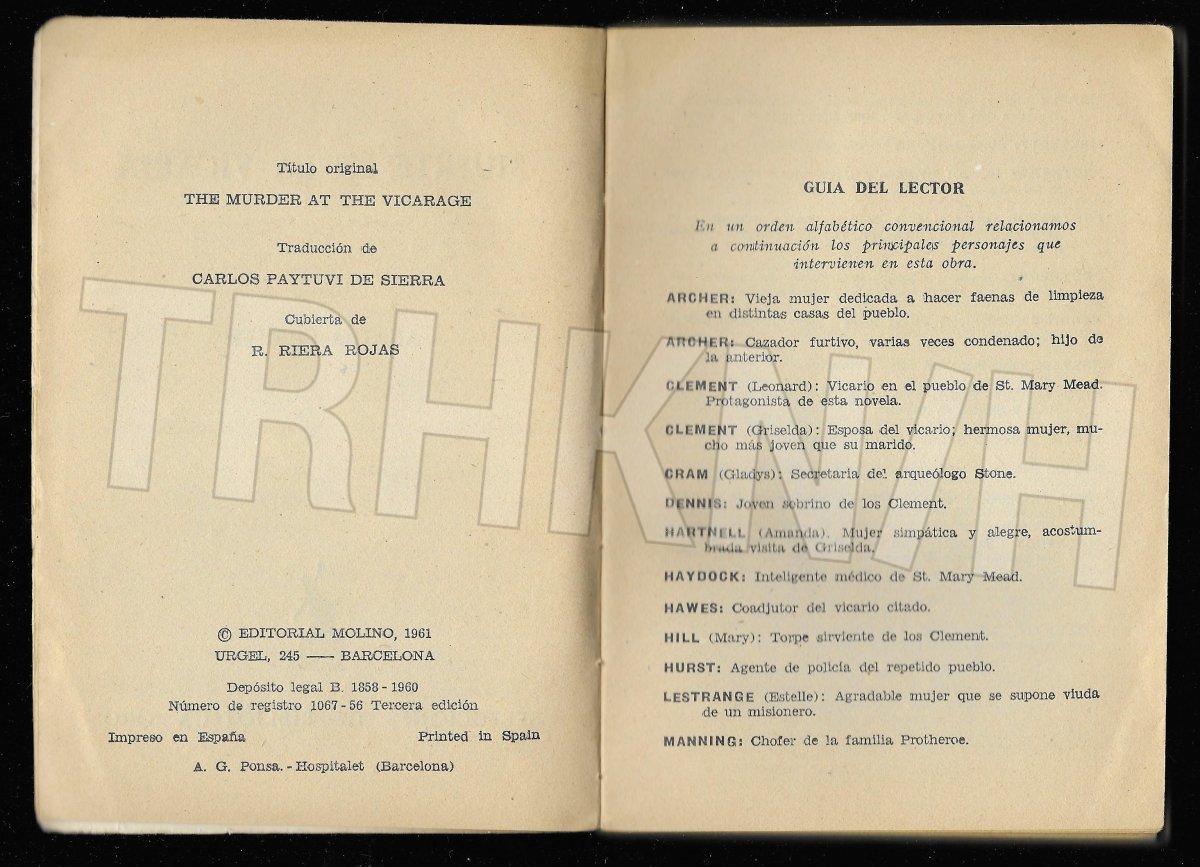 Título original
THE MURDER AT THE VICARAGE
Traducción de
CARLOS PAYTUVI DE SIERRA
Cubierta de
R. RIERA ROJAS
© EDITORIAL MOLINO, 1961
URGEL, 245 — BARCELONA
Depósito legal B. 1858 - 1960
Número de registro 1067-56 Tercera edición
Impreso en España Printed in Spain
A. G. Ponsa. - Hospitalet (Barcelona)
GUIA DEL LECTOR
En un orden alfabético convencional relacionamos
a continuación los principales personajes que
intervienen en esta obra.
ARCHER: Vieja mujer dedicada a hacer faenas de limpieza
en distintas casas del pueblo.
ARCHER: Cazador furtivo, varias veces condenado; hijo de
la anterior.
CLEMENT (Leonard): Vicario en el pueblo de St. Mary Mead.
Protagonista de esta novela.
CLEMENT (Griselda): Esposa del vicario; hermosa mujer, mu-
cho más joven que su marido.
CRAM (Gladys): Secretaria del arqueólogo Stone.
DENNIS: Joven sobrino de los Clement.
HARTNELL (Amanda). Mujer simpática y alegre, acostum-
brada visita de Griselda.
HAYDOCK: Inteligente médico de St. Mary Mead.
HAWES: Coadjutor del vicario citado.
HILL (Mary): Torpe sirviente de los Clement.
HURST: Agente de policía del repetido pueblo.
LESTRANGE (Estelle): Agradable mujer que se supone viuda
de un misionero.
MANNING: Chofer de la familia Protheroe.
TRHKNVH